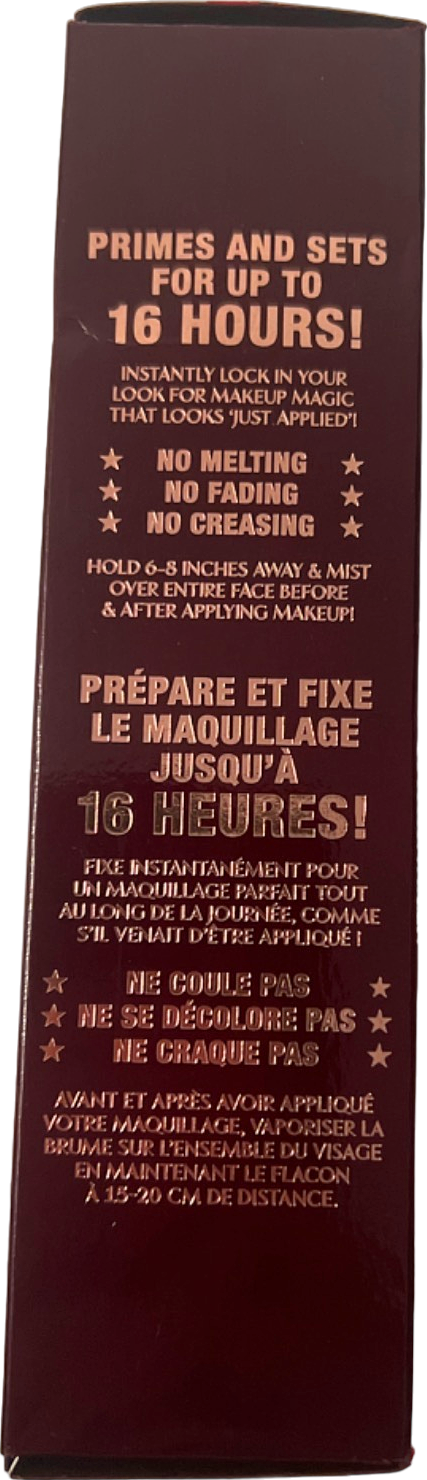 PRIMES AND SETS
FOR UP TO
16 HOURS!
INSTANTLY LOCK IN YOUR
LOOK FOR MAKEUP MAGIC
THAT LOOKS ‘JUST APPLIED’!
★ NO MELTING ★
★ NO FADING ★
★ NO CREASING ★
HOLD 6-8 INCHES AWAY & MIST
OVER ENTIRE FACE BEFORE
& AFTER APPLYING MAKEUP!
PRÉPARE ET FIXE
LE MAQUILLAGE
JUSQU’À
16 HEURES!
FIXE INSTANTANÉMENT POUR
UN MAQUILLAGE PARFAIT TOUT
AU LONG DE LA JOURNÉE, COMME
S’IL VENAIT D’ÊTRE APPLIQUÉ !
★ NE COULE PAS ★
★ NE SE DÉCOLORE PAS ★
★ NE CRAQUE PAS ★
AVANT ET APRÈS AVOIR APPLIQUÉ
VOTRE MAQUILLAGE, VAPORISER LA
BRUME SUR L’ENSEMBLE DU VISAGE
EN MAINTENANT LE FLACON
À 15-20 CM DE DISTANCE.